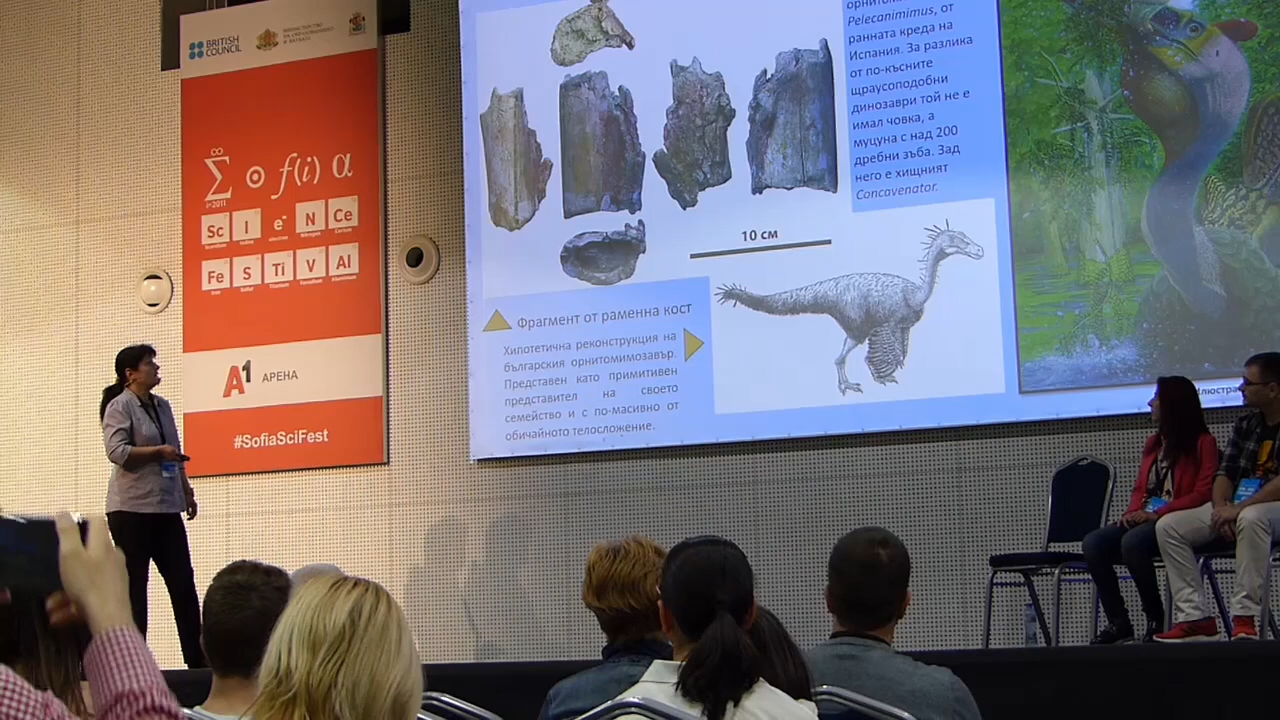 BRITISH
COUNCIL
МИНИСТЕРСТВО
НА ОБРАЗОВАНИЕТО
И НАУКАТА
∞
Σ ⊙ f(i) α
i=2011
Sc I e- N Ce
Scandium Iodine electron Nitrogen Cerium
Fe S Ti V Al
Iron Sulfur Titanium Vanadium Aluminium
A1 АРЕНА
#SofiaSciFest
Pelecanimimus, от
ранната креда на
Испания. За разлика
от по-късните
щраусоподобни
динозаври той не е
имал човка, а
муцуна с над 200
дребни зъба. Зад
него е хищният
Concavenator.
10 см
Фрагмент от раменна кост
Хипотетична реконструкция на
българския орнитомимозавър.
Представен като примитивен
представител на своето
семейство и с по-масивно от
обичайното телосложение.